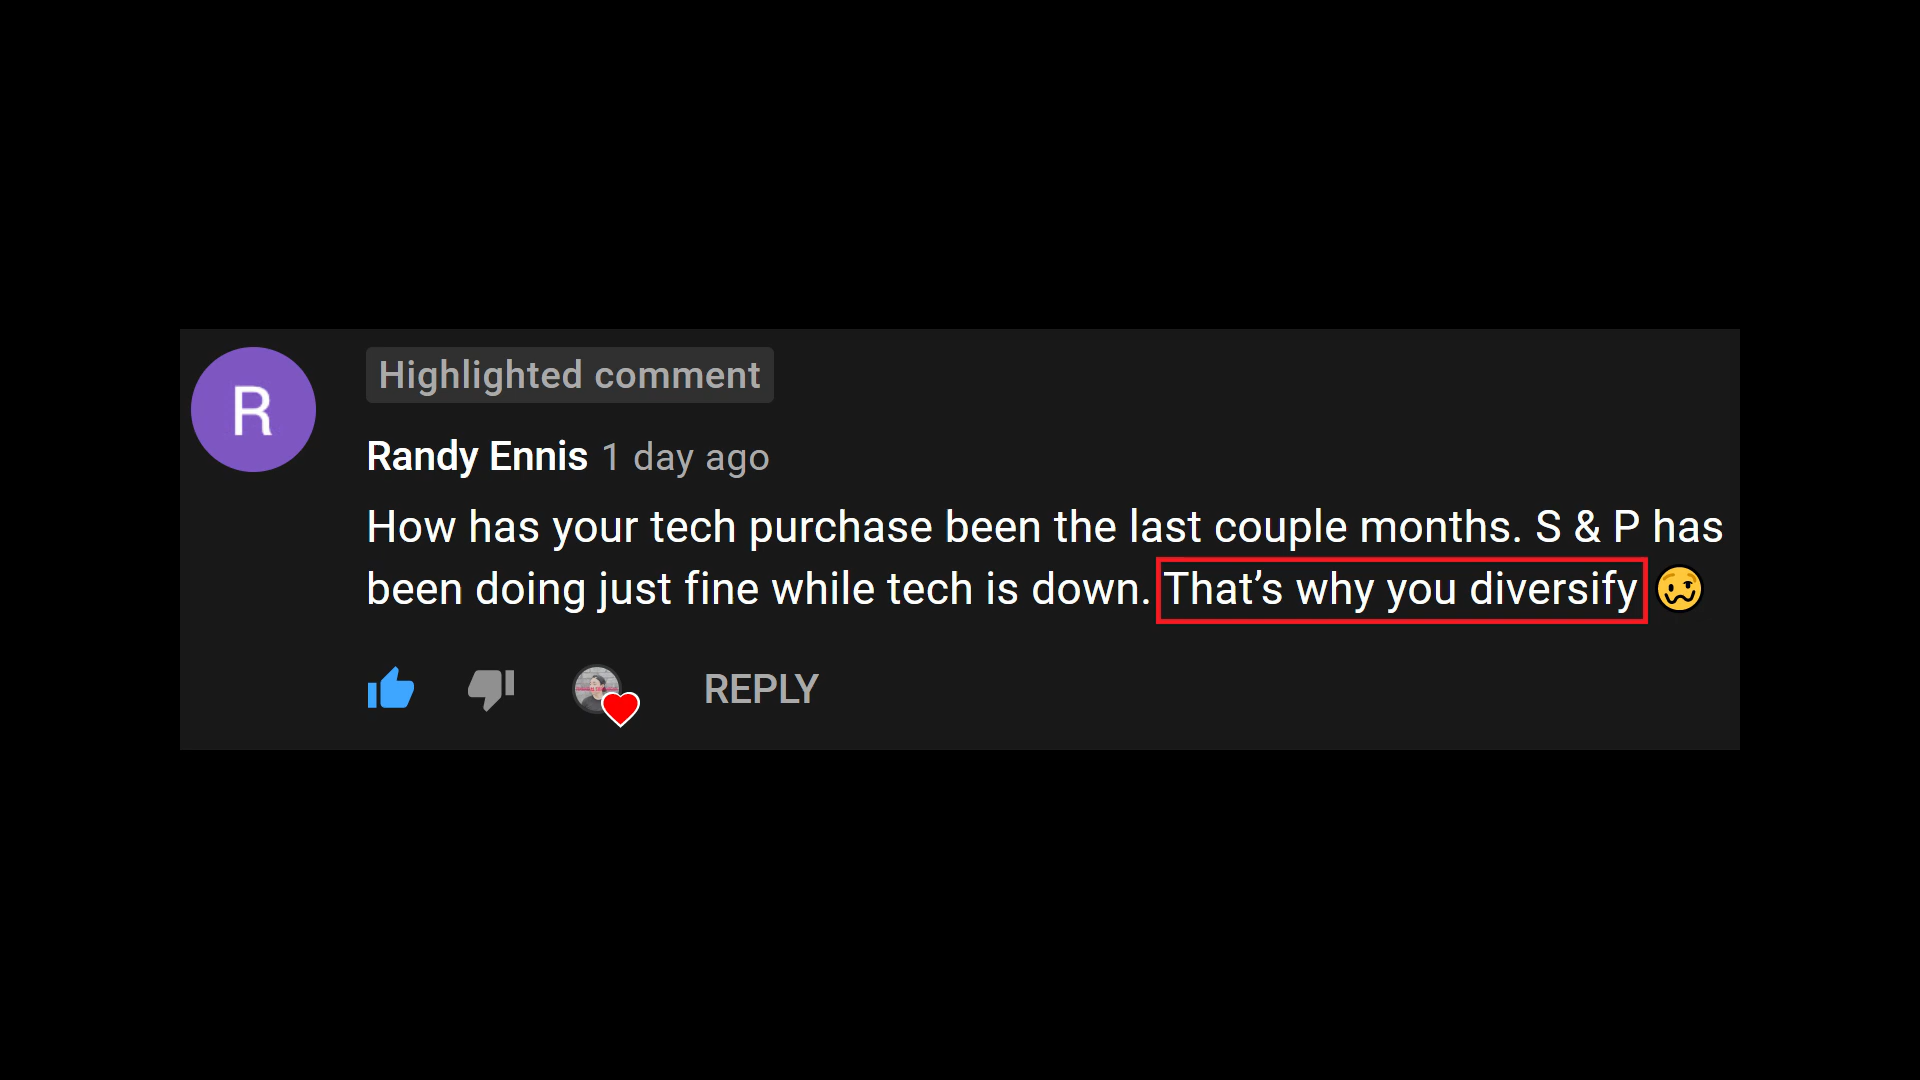 R
Highlighted comment
Randy Ennis 1 day ago
How has your tech purchase been the last couple months. S & P has
been doing just fine while tech is down. That’s why you diversify 🥴
REPLY